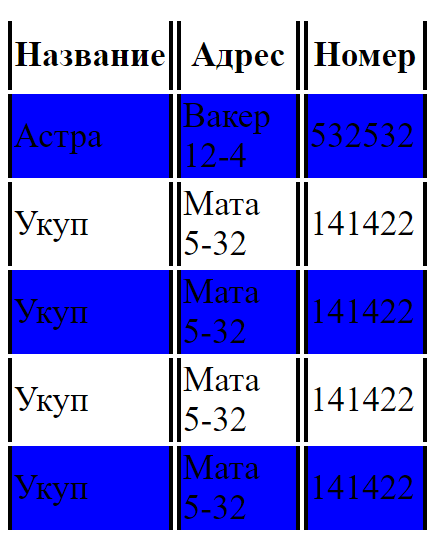 Название Адрес Номер
Астра Вакер 12-4 532532
Укуп Мата 5-32 141422
Укуп Мата 5-32 141422
Укуп Мата 5-32 141422
Укуп Мата 5-32 141422